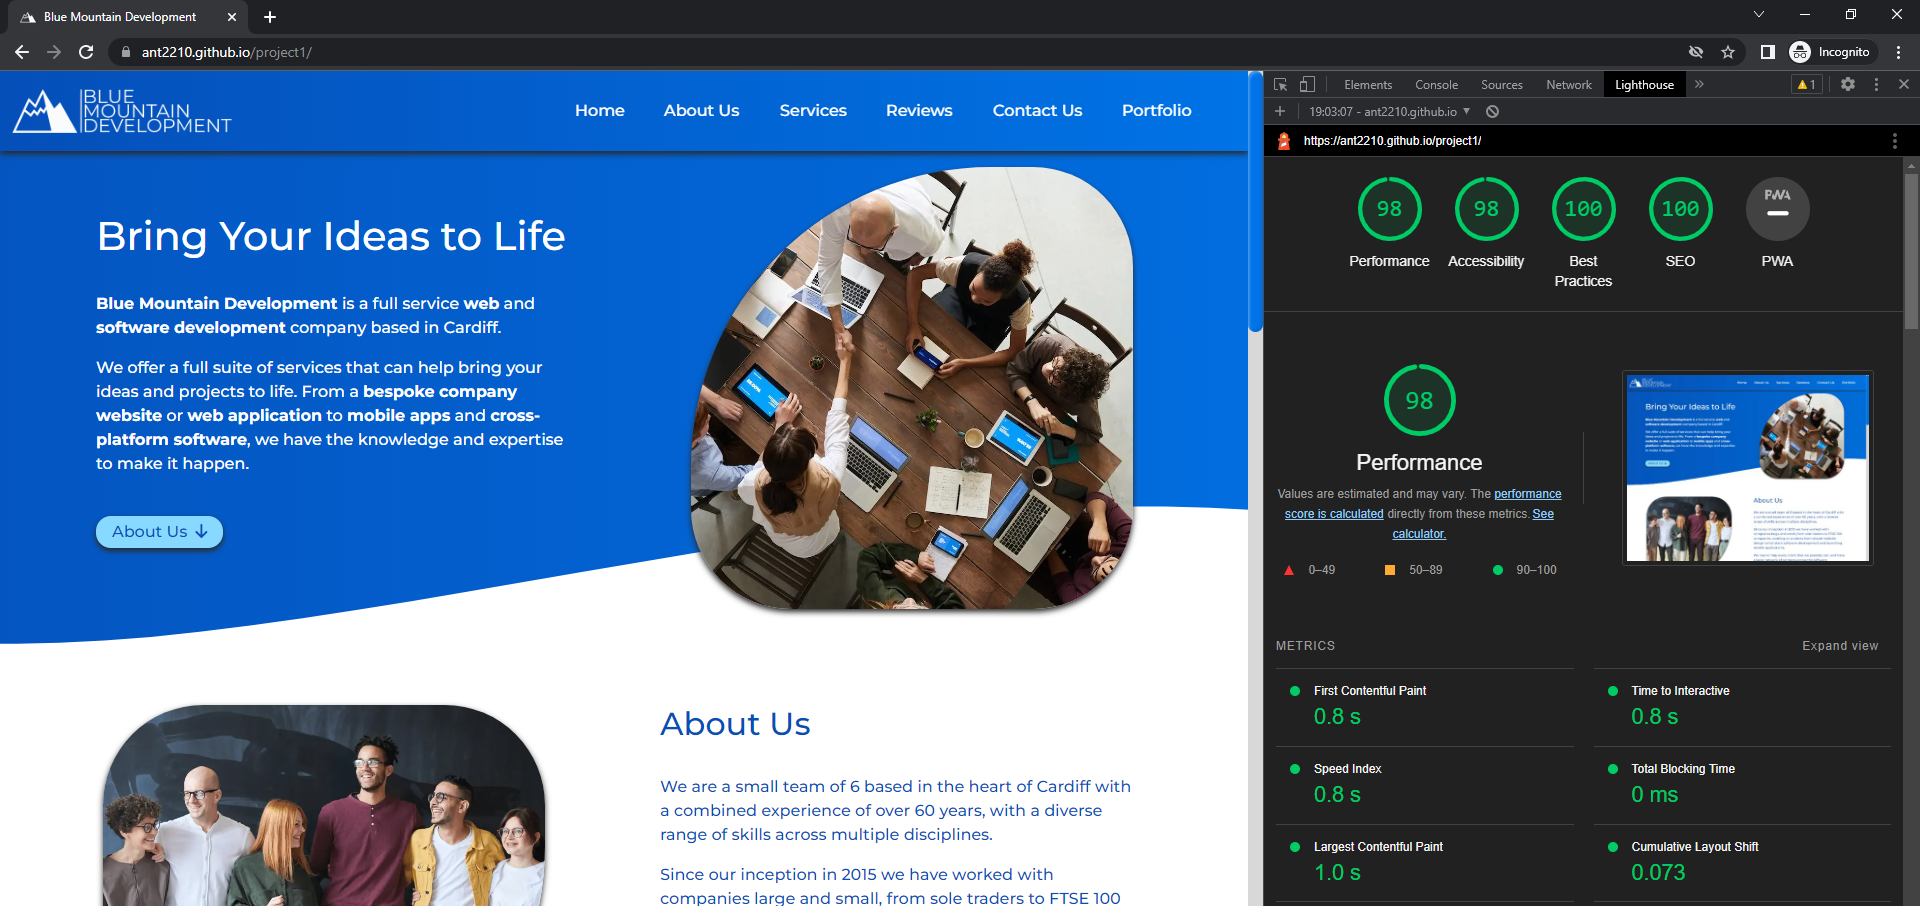 Blue Mountain Development
ant2210.github.io/project1/
Incognito
BLUE
MOUNTAIN
DEVELOPMENT
Home About Us Services Reviews Contact Us Portfolio
Bring Your Ideas to Life
Blue Mountain Development is a full service web and
software development company based in Cardiff.
We offer a full suite of services that can help bring your
ideas and projects to life. From a bespoke company
website or web application to mobile apps and cross-
platform software, we have the knowledge and expertise
to make it happen.
About Us ↓
About Us
We are a small team of 6 based in the heart of Cardiff with
a combined experience of over 60 years, with a diverse
range of skills across multiple disciplines.
Since our inception in 2015 we have worked with
companies large and small, from sole traders to FTSE 100
Elements Console Sources Network Lighthouse » 1
19:03:07 - ant2210.github.io
https://ant2210.github.io/project1/
98 98 100 100 PWA
Performance Accessibility Best Practices SEO PWA
98
Performance
Values are estimated and may vary. The performance
score is calculated directly from these metrics. See
calculator.
0–49 50–89 90–100
Bring Your Ideas to Life
About Us
METRICS Expand view
First Contentful Paint
0.8 s
Time to Interactive
0.8 s
Speed Index
0.8 s
Total Blocking Time
0 ms
Largest Contentful Paint
1.0 s
Cumulative Layout Shift
0.073